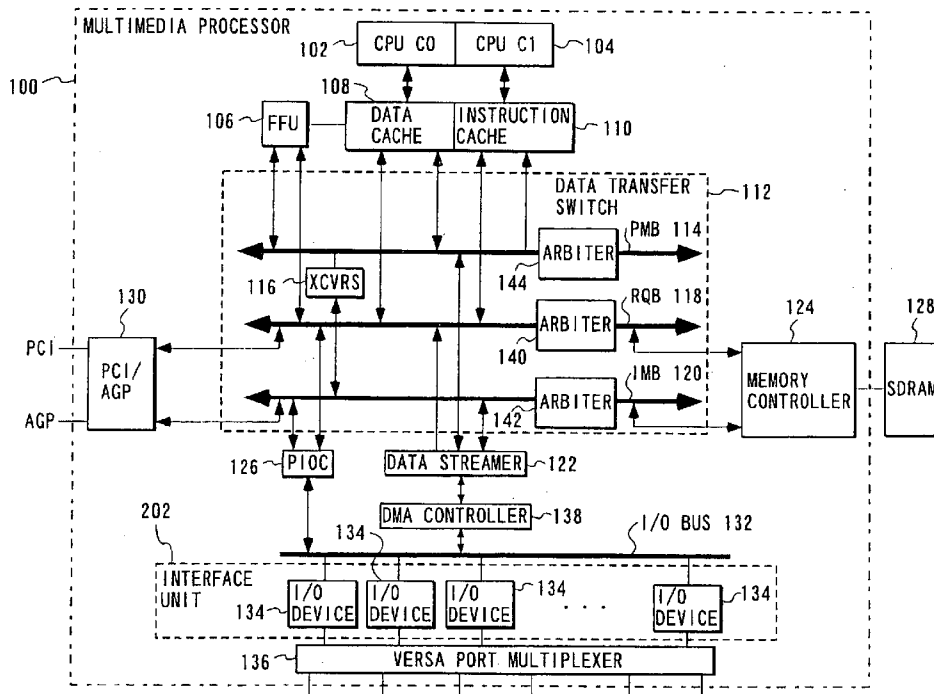 MULTIMEDIA PROCESSOR
100
102
CPU C0
CPU C1
104
108
106
FFU
DATA
CACHE
INSTRUCTION
CACHE
110
DATA TRANSFER
SWITCH
112
ARBITER
PMB 114
144
116
XCVRS
130
ARBITER
RQB 118
140
124
128
PCI
PCI/
AGP
AGP
ARBITER
IMB 120
142
MEMORY
CONTROLLER
SDRAM
126
PIOC
DATA STREAMER
122
DMA CONTROLLER
138
202
134
I/O BUS 132
INTERFACE
UNIT
134
I/O
DEVICE
I/O
DEVICE
I/O
DEVICE
134
. . . .
I/O
DEVICE
134
136
VERSA PORT MULTIPLEXER